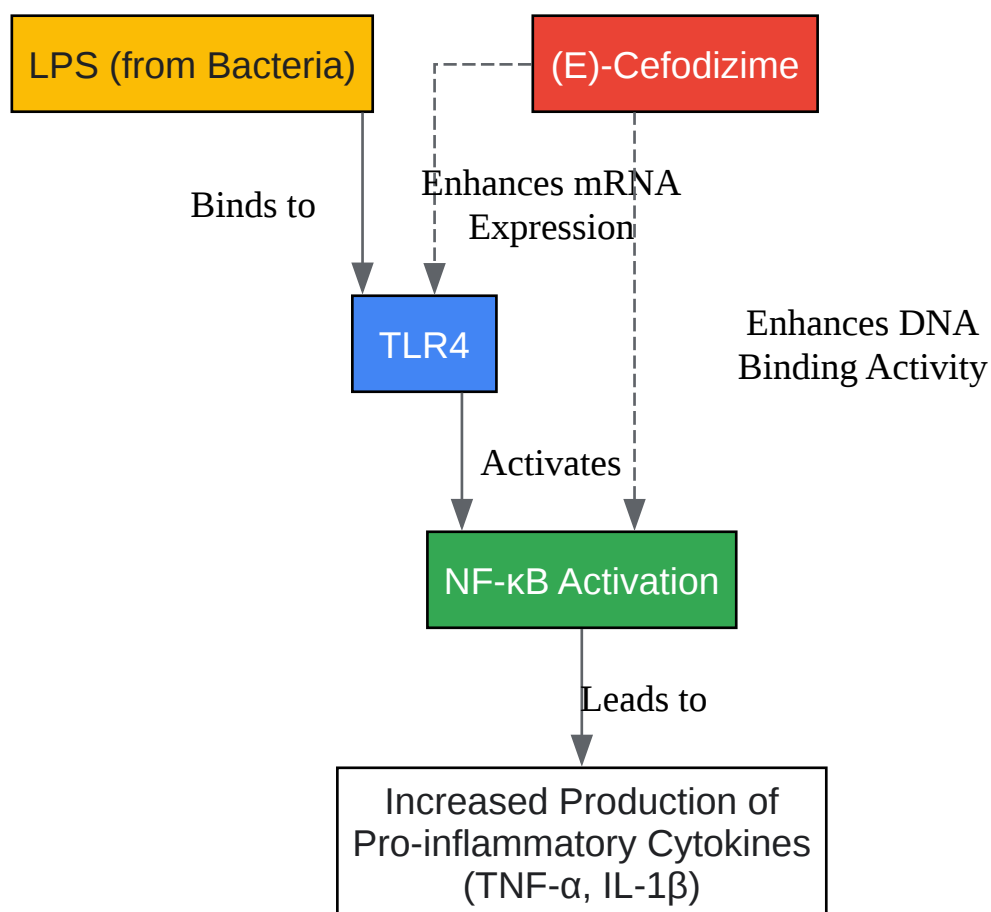 LPS (from Bacteria)
(E)-Cefodizime
Enhances mRNA
Expression
Binds to
Enhances DNA
Binding Activity
TLR4
Activates
NF-κB Activation
Leads to
Increased Production of
Pro-inflammatory Cytokines
(TNF-α, IL-1β)